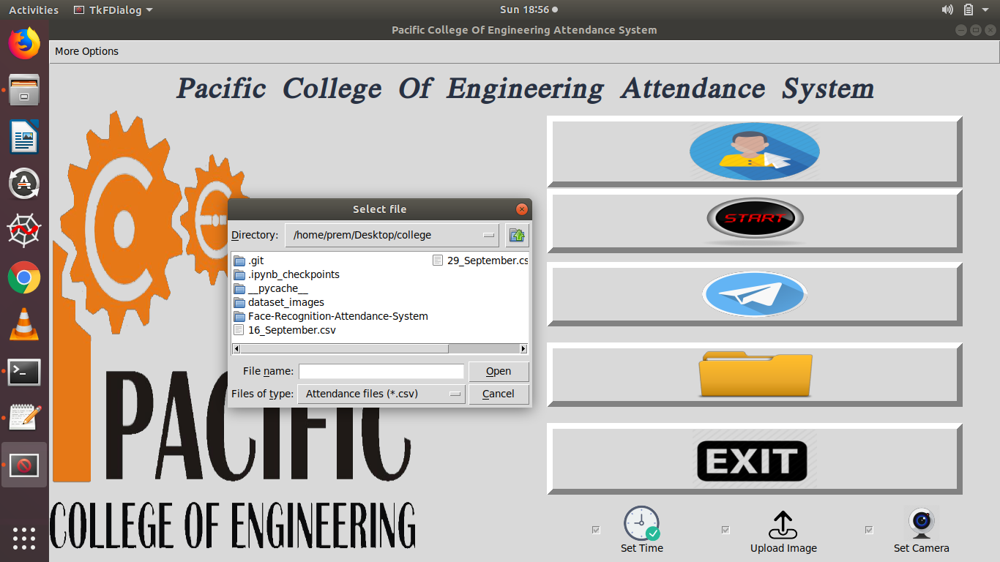 Activities
TkFDialog
Sun 18:56
Pacific College Of Engineering Attendance System
More Options
Pacific College Of Engineering Attendance System
START
EXIT
Select file
Directory:
/home/prem/Desktop/college
.git
.ipynb_checkpoints
__pycache__
dataset_images
Face-Recognition-Attendance-System
16_September.csv
29_September.cs
File name:
Open
Files of type:
Attendance files (*.csv)
Cancel
PACIFIC
COLLEGE OF ENGINEERING
Set Time
Upload Image
Set Camera